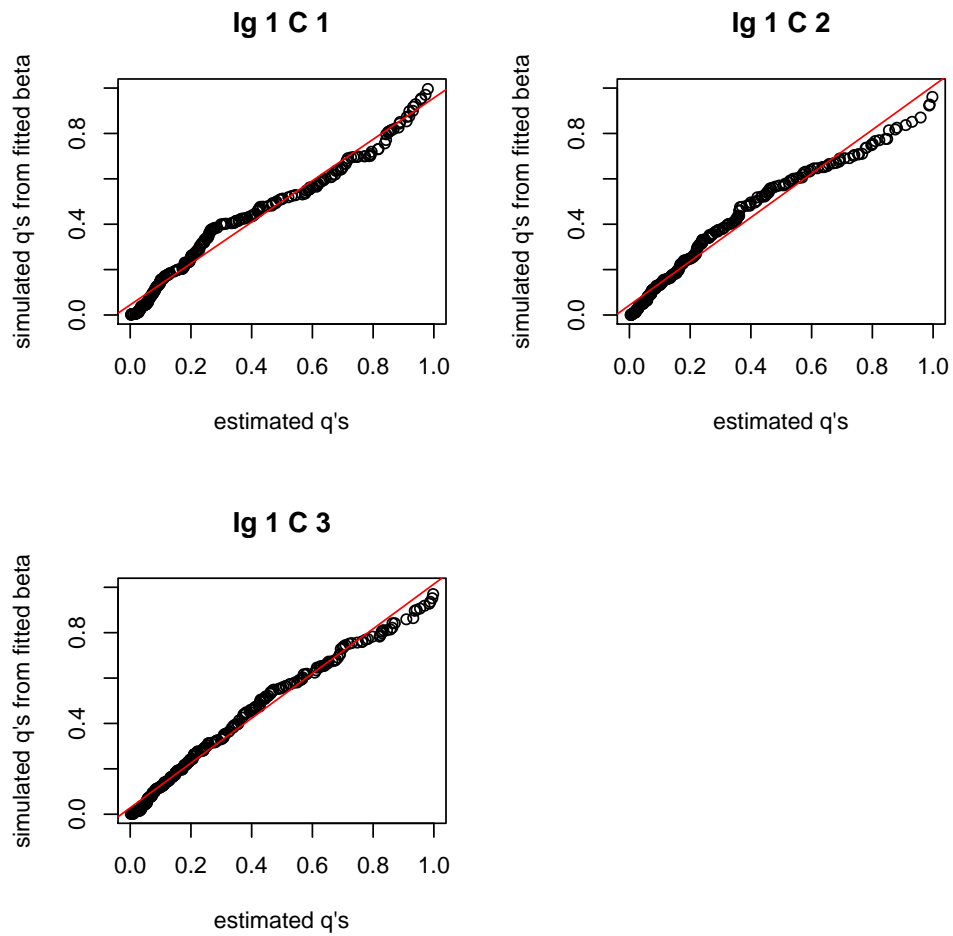 Ig 1 C 1
simulated q's from fitted beta
0.0 0.4 0.8
0.0 0.2 0.4 0.6 0.8 1.0
estimated q's
Ig 1 C 2
simulated q's from fitted beta
0.0 0.4 0.8
0.0 0.2 0.4 0.6 0.8 1.0
estimated q's
Ig 1 C 3
simulated q's from fitted beta
0.0 0.4 0.8
0.0 0.2 0.4 0.6 0.8 1.0
estimated q's